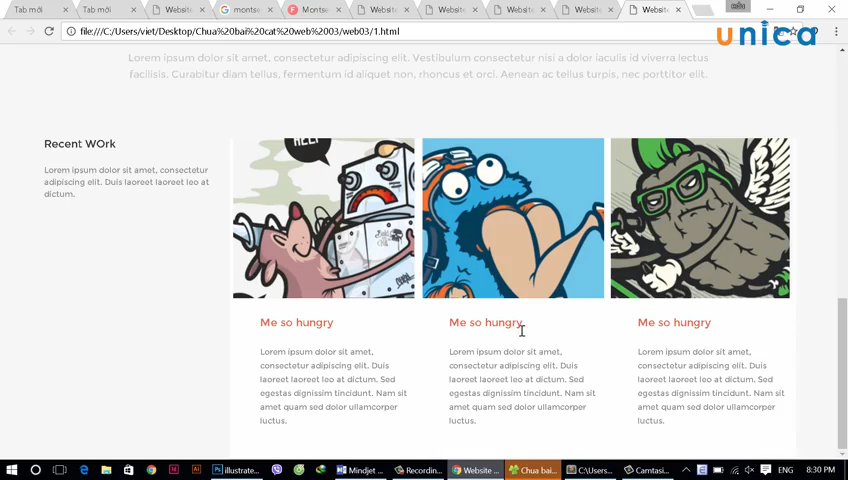 Tab mới
Tab mới
Website
montse
Montse
Website
Website
Website
Website
Website
file:///C:/Users/viet/Desktop/Chua%20bai%20cat%20web%2003/web03/1.html
unica
Lorem ipsum dolor sit amet, consectetur adipiscing elit. Vestibulum consectetur nisi a dolor iaculis id viverra lectus
facilisis. Curabitur diam tellus, fermentum id aliquet non, rhoncus et orci. Aenean ac tellus turpis, nec porttitor elit.
Recent WOrk
Lorem ipsum dolor sit amet, consectetur
adipiscing elit. Duis laoreet laoreet leo at
dictum.
HELP
Me so hungry
Lorem ipsum dolor sit amet,
consectetur adipiscing elit. Duis
laoreet laoreet leo at dictum. Sed
egestas dignissim tincidunt. Nam sit
amet quam sed dolor ullamcorper
luctus.
Me so hungry
Lorem ipsum dolor sit amet,
consectetur adipiscing elit. Duis
laoreet laoreet leo at dictum. Sed
egestas dignissim tincidunt. Nam sit
amet quam sed dolor ullamcorper
luctus.
Me so hungry
Lorem ipsum dolor sit amet,
consectetur adipiscing elit. Duis
laoreet laoreet leo at dictum. Sed
egestas dignissim tincidunt. Nam sit
amet quam sed dolor ullamcorper
luctus.
illustrate...
Mindjet ...
Recordin...
Website ...
Chua bai...
C:\Users...
Camtasi...
ENG
8:30 PM